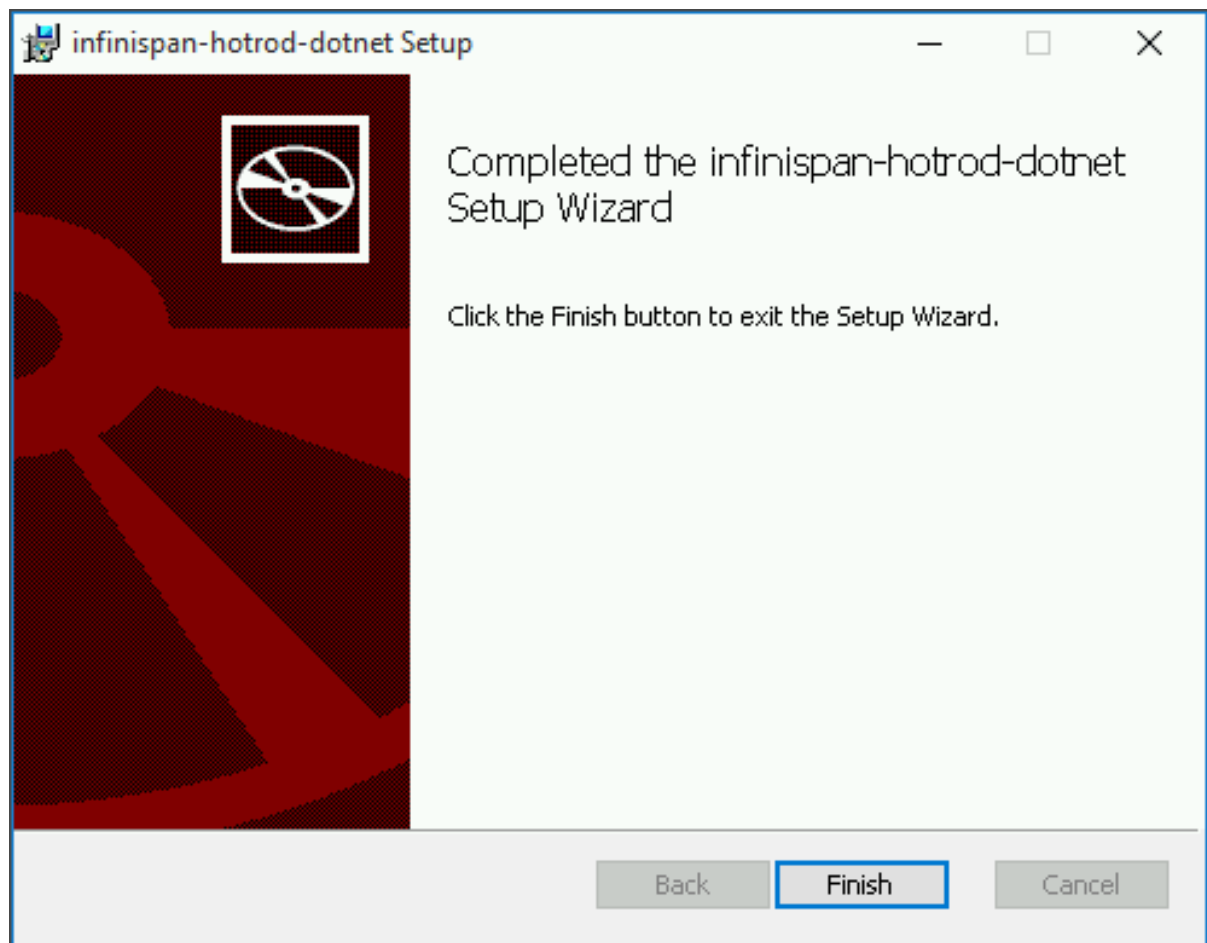 infinispan-hotrod-dotnet Setup
Completed the infinispan-hotrod-dotnet
Setup Wizard
Click the Finish button to exit the Setup Wizard.
Back
Finish
Cancel